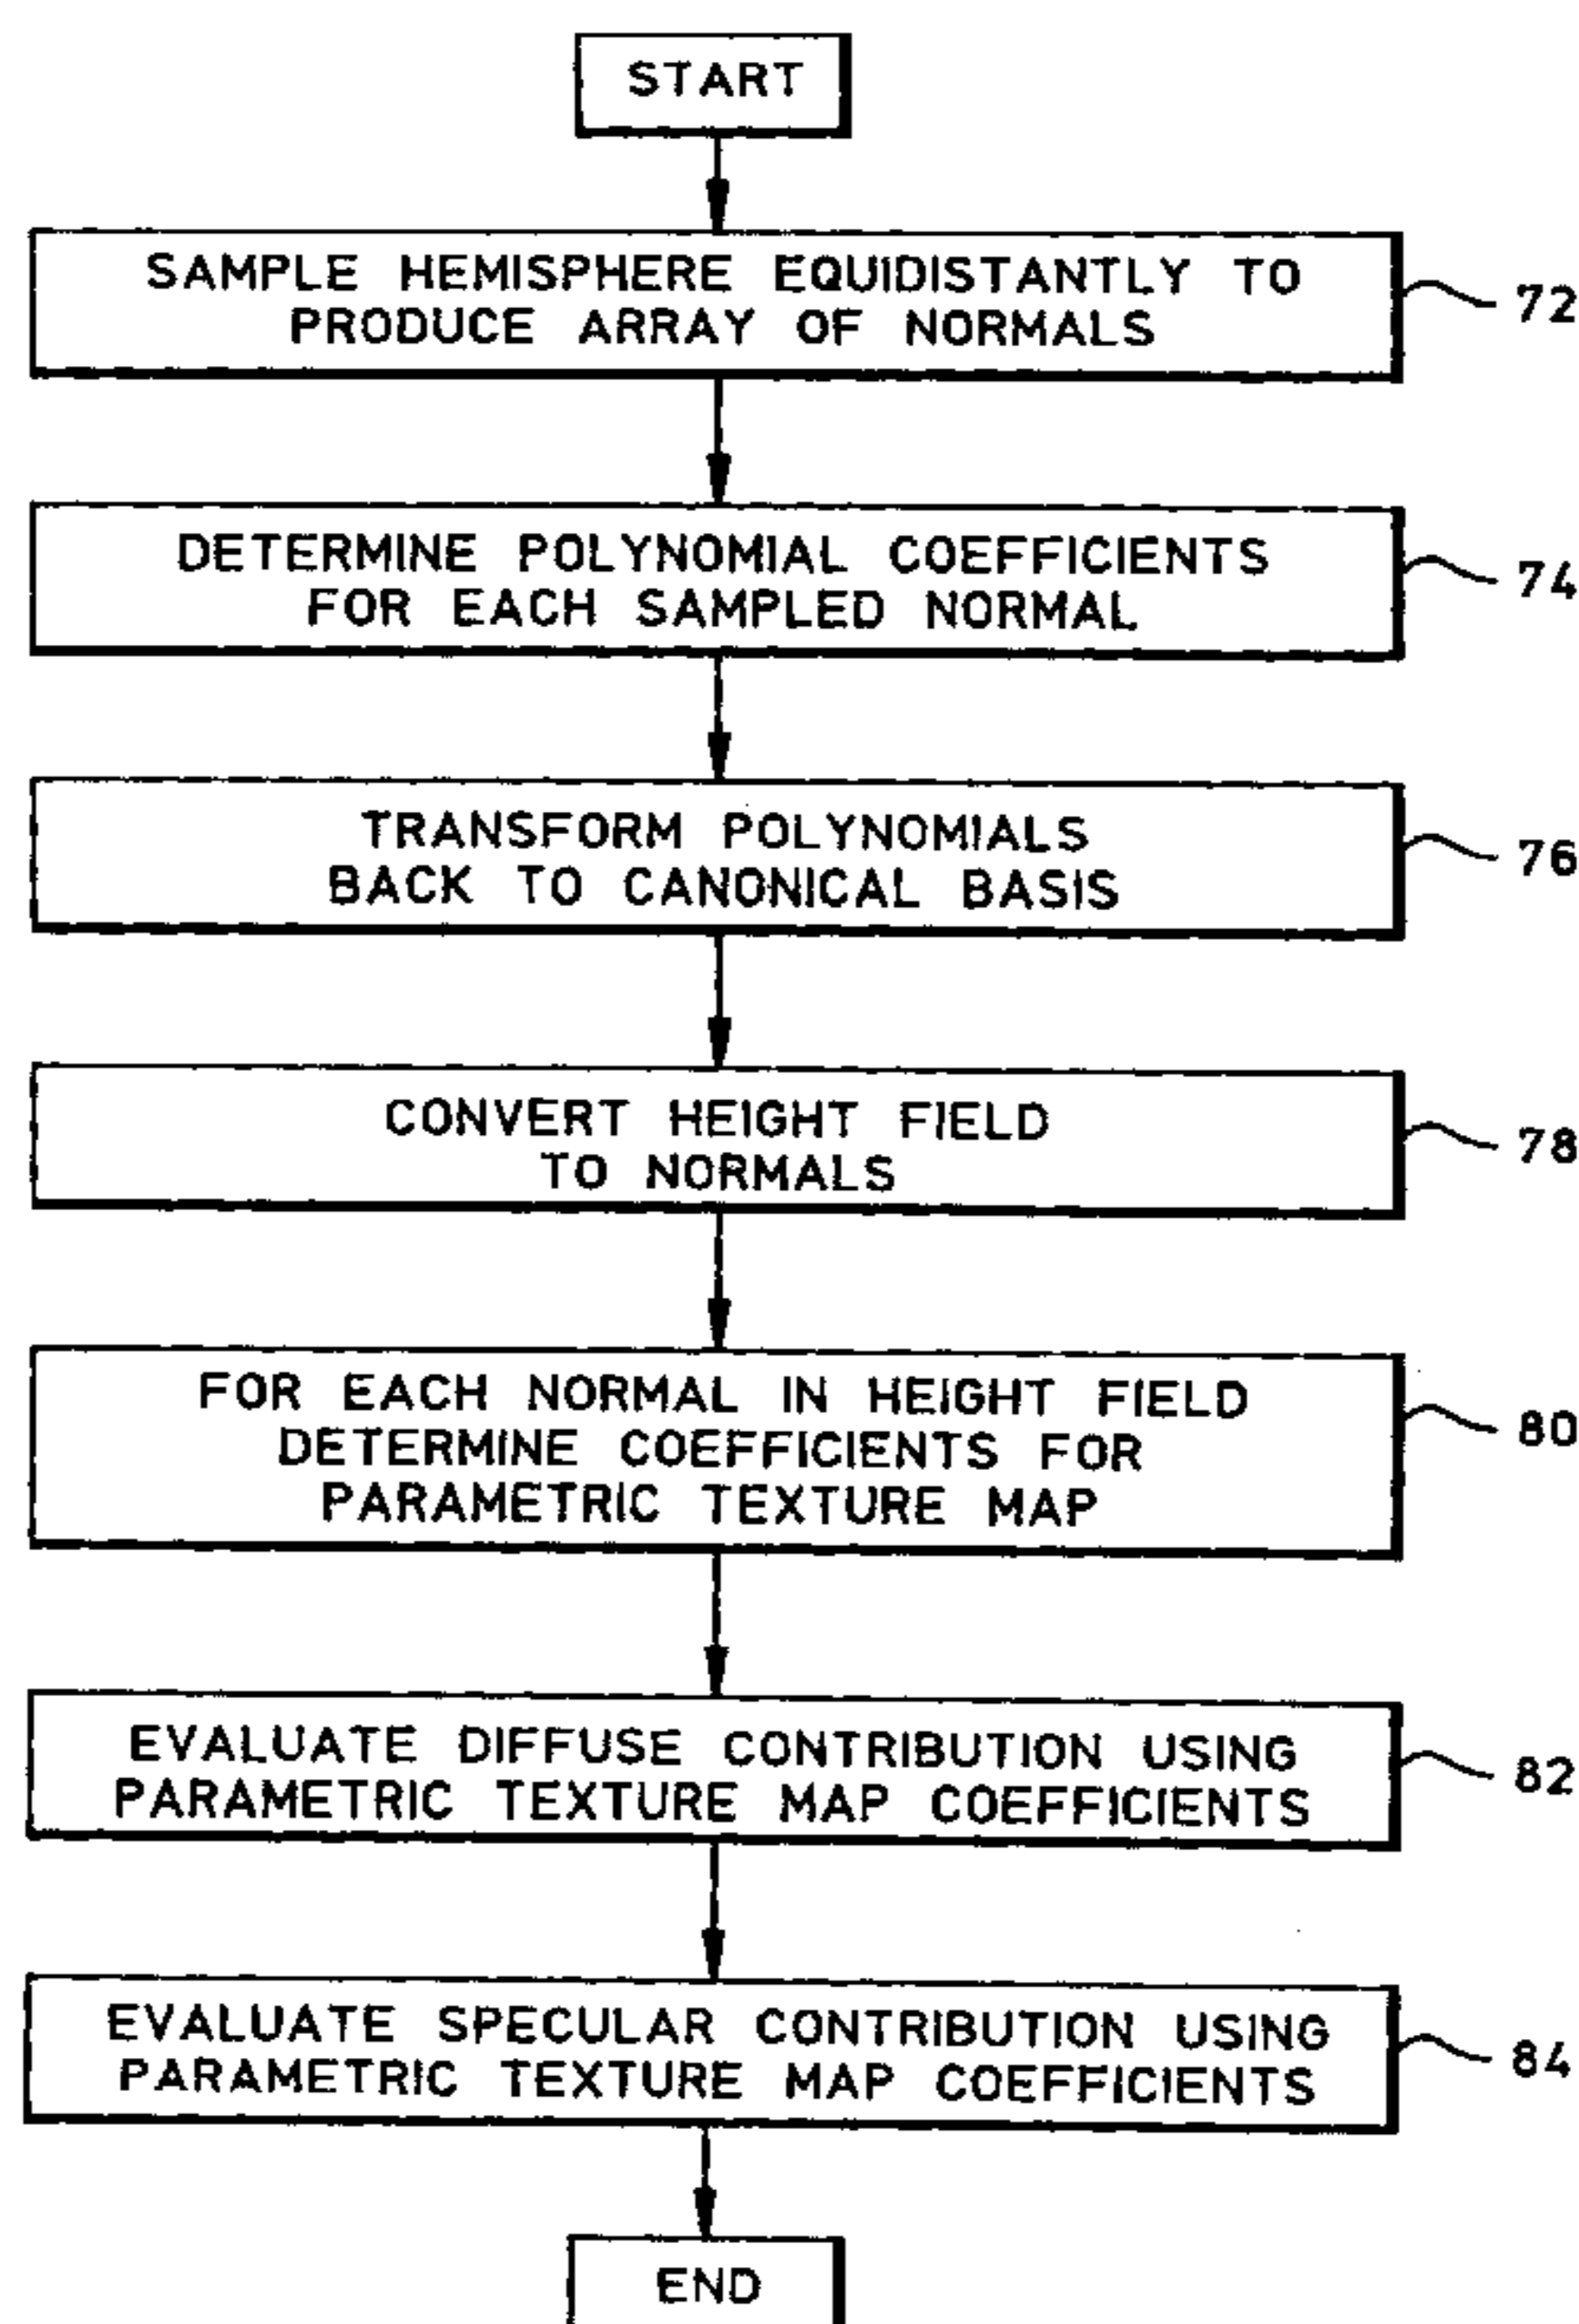 START
SAMPLE HEMISPHERE EQUIDISTANTLY TO
PRODUCE ARRAY OF NORMALS
72
DETERMINE POLYNOMIAL COEFFICIENTS
FOR EACH SAMPLED NORMAL
74
TRANSFORM POLYNOMIALS
BACK TO CANONICAL BASIS
76
CONVERT HEIGHT FIELD
TO NORMALS
78
FOR EACH NORMAL IN HEIGHT FIELD
DETERMINE COEFFICIENTS FOR
PARAMETRIC TEXTURE MAP
80
EVALUATE DIFFUSE CONTRIBUTION USING
PARAMETRIC TEXTURE MAP COEFFICIENTS
82
EVALUATE SPECULAR CONTRIBUTION USING
PARAMETRIC TEXTURE MAP COEFFICIENTS
84
END